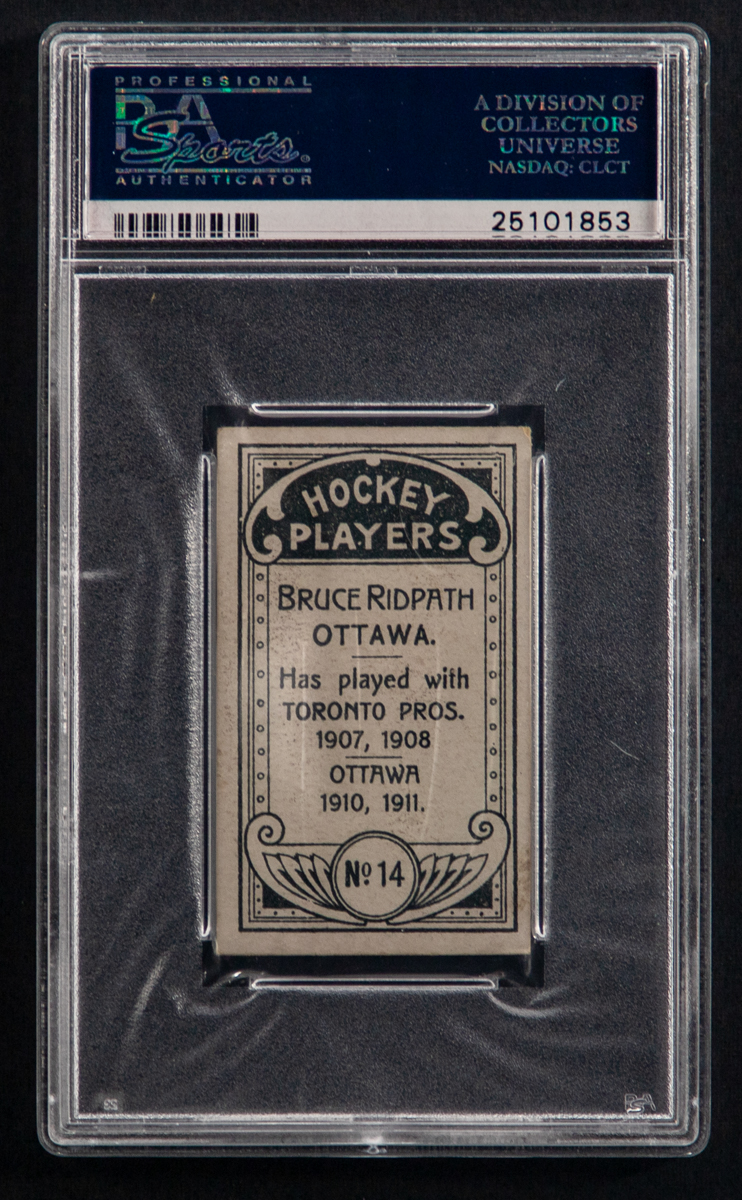 PROFESSIONAL
PSA
Sports
AUTHENTICATOR
A DIVISION OF
COLLECTORS
UNIVERSE
NASDAQ: CLCT
25101853
HOCKEY
PLAYERS
BRUCE RIDPATH
OTTAWA.
Has played with
TORONTO PROS.
1907, 1908
OTTAWA
1910, 1911.
Nº 14
PSA